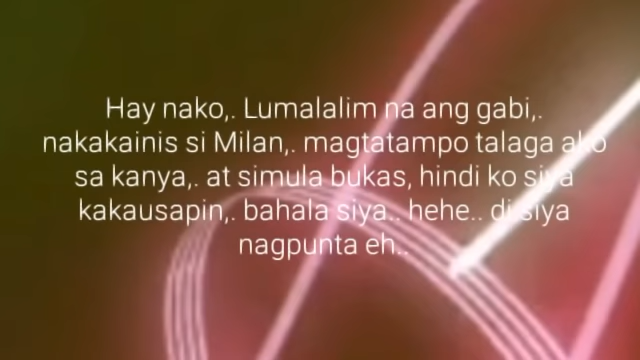 Hay nako,. Lumalalim na ang gabi,.
nakakainis si Milan,. magtatampo talaga ako
sa kanya,. at simula bukas, hindi ko siya
kakausapin,. bahala siya.. hehe.. di siya
nagpunta eh..